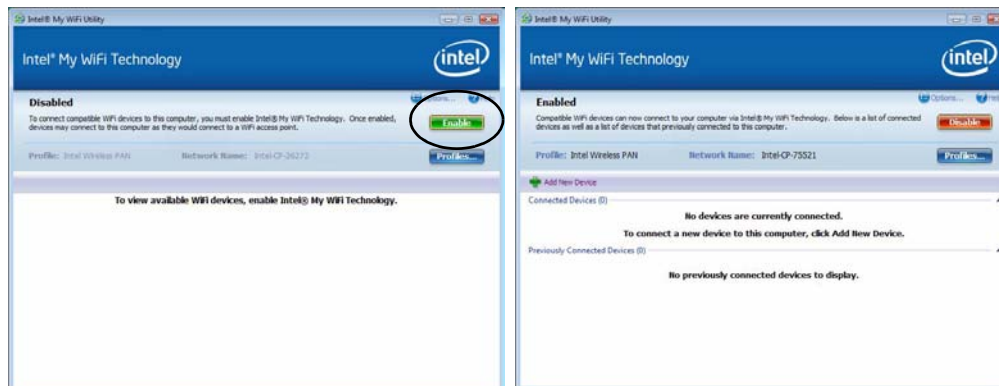 Intel® My WiFi Utility
Intel® My WiFi Technology
intel
Disabled
Options...
To connect compatible WiFi devices to this computer, you must enable Intel® My WiFi Technology. Once enabled,
devices may connect to this computer as they would connect to a WiFi access point.
Enable
Profile: Intel Wireless PAN
Network Name: Intel-CP-26272
Profiles...
To view available WiFi devices, enable Intel® My WiFi Technology.
Intel® My WiFi Utility
Intel® My WiFi Technology
intel
Enabled
Options...
Compatible WiFi devices can now connect to your computer via Intel® My WiFi Technology. Below is a list of connected
devices as well as a list of devices that previously connected to this computer.
Disable
Profile: Intel Wireless PAN
Network Name: Intel-CP-75521
Profiles...
Add New Device
Connected Devices (0)
No devices are currently connected.
To connect a new device to this computer, click Add New Device.
Previously Connected Devices (0)
No previously connected devices to display.